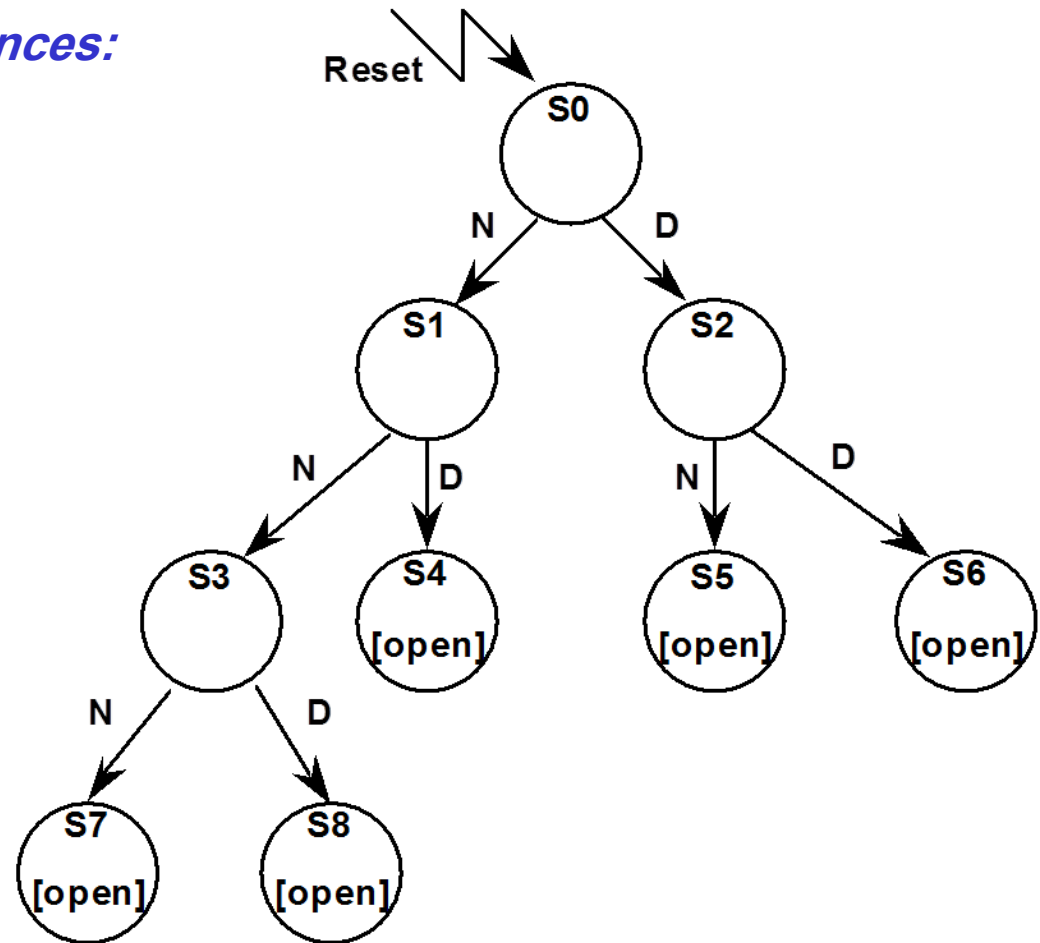 nces:
Reset
S0
N D
S1 S2
N D N D
S3 S4 S5 S6
[open] [open] [open]
N D
S7 S8
[open] [open]